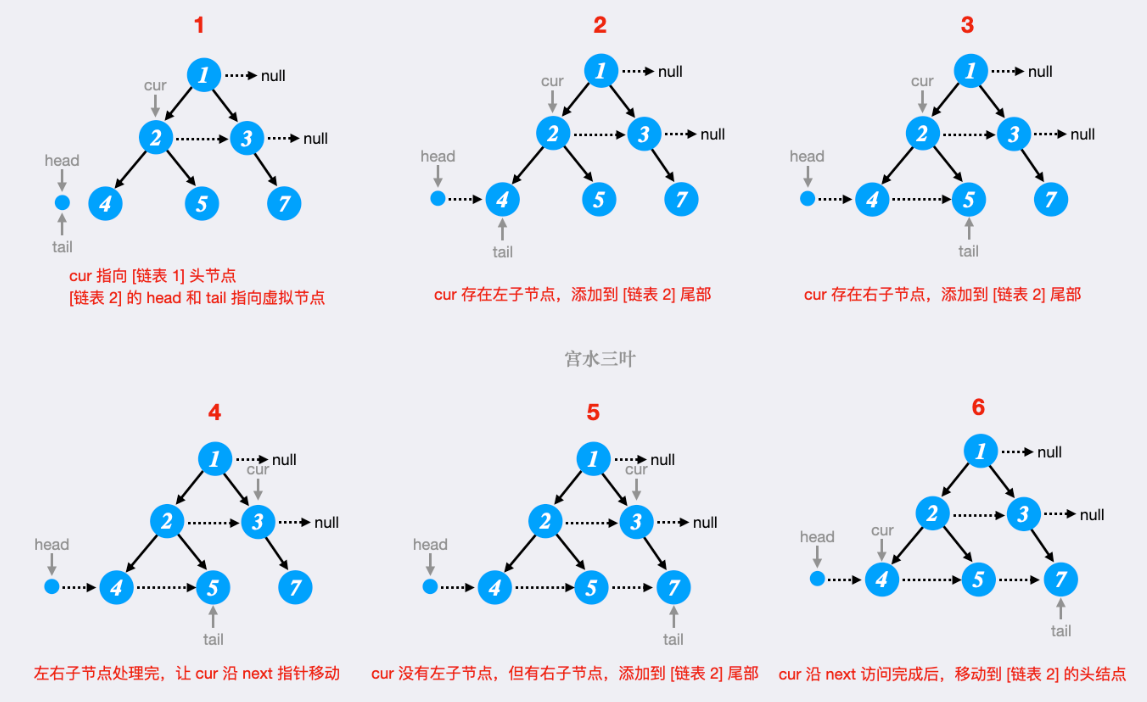 1
2
3
1
null
cur
2
3
null
head
4
5
7
tail
cur 指向 [链表 1] 头节点
[链表 2] 的 head 和 tail 指向虚拟节点
1
null
cur
2
3
null
head
4
5
7
tail
cur 存在左子节点，添加到 [链表 2] 尾部
1
null
cur
2
3
null
head
4
5
7
tail
cur 存在右子节点，添加到 [链表 2] 尾部
宫水三叶
4
5
6
1
null
cur
2
3
null
head
4
5
7
tail
左右子节点处理完，让 cur 沿 next 指针移动
1
null
cur
2
3
null
head
4
5
7
tail
cur 没有左子节点，但有右子节点，添加到 [链表 2] 尾部
1
null
2
3
null
head
cur
4
5
7
tail
cur 沿 next 访问完成后，移动到 [链表 2] 的头结点